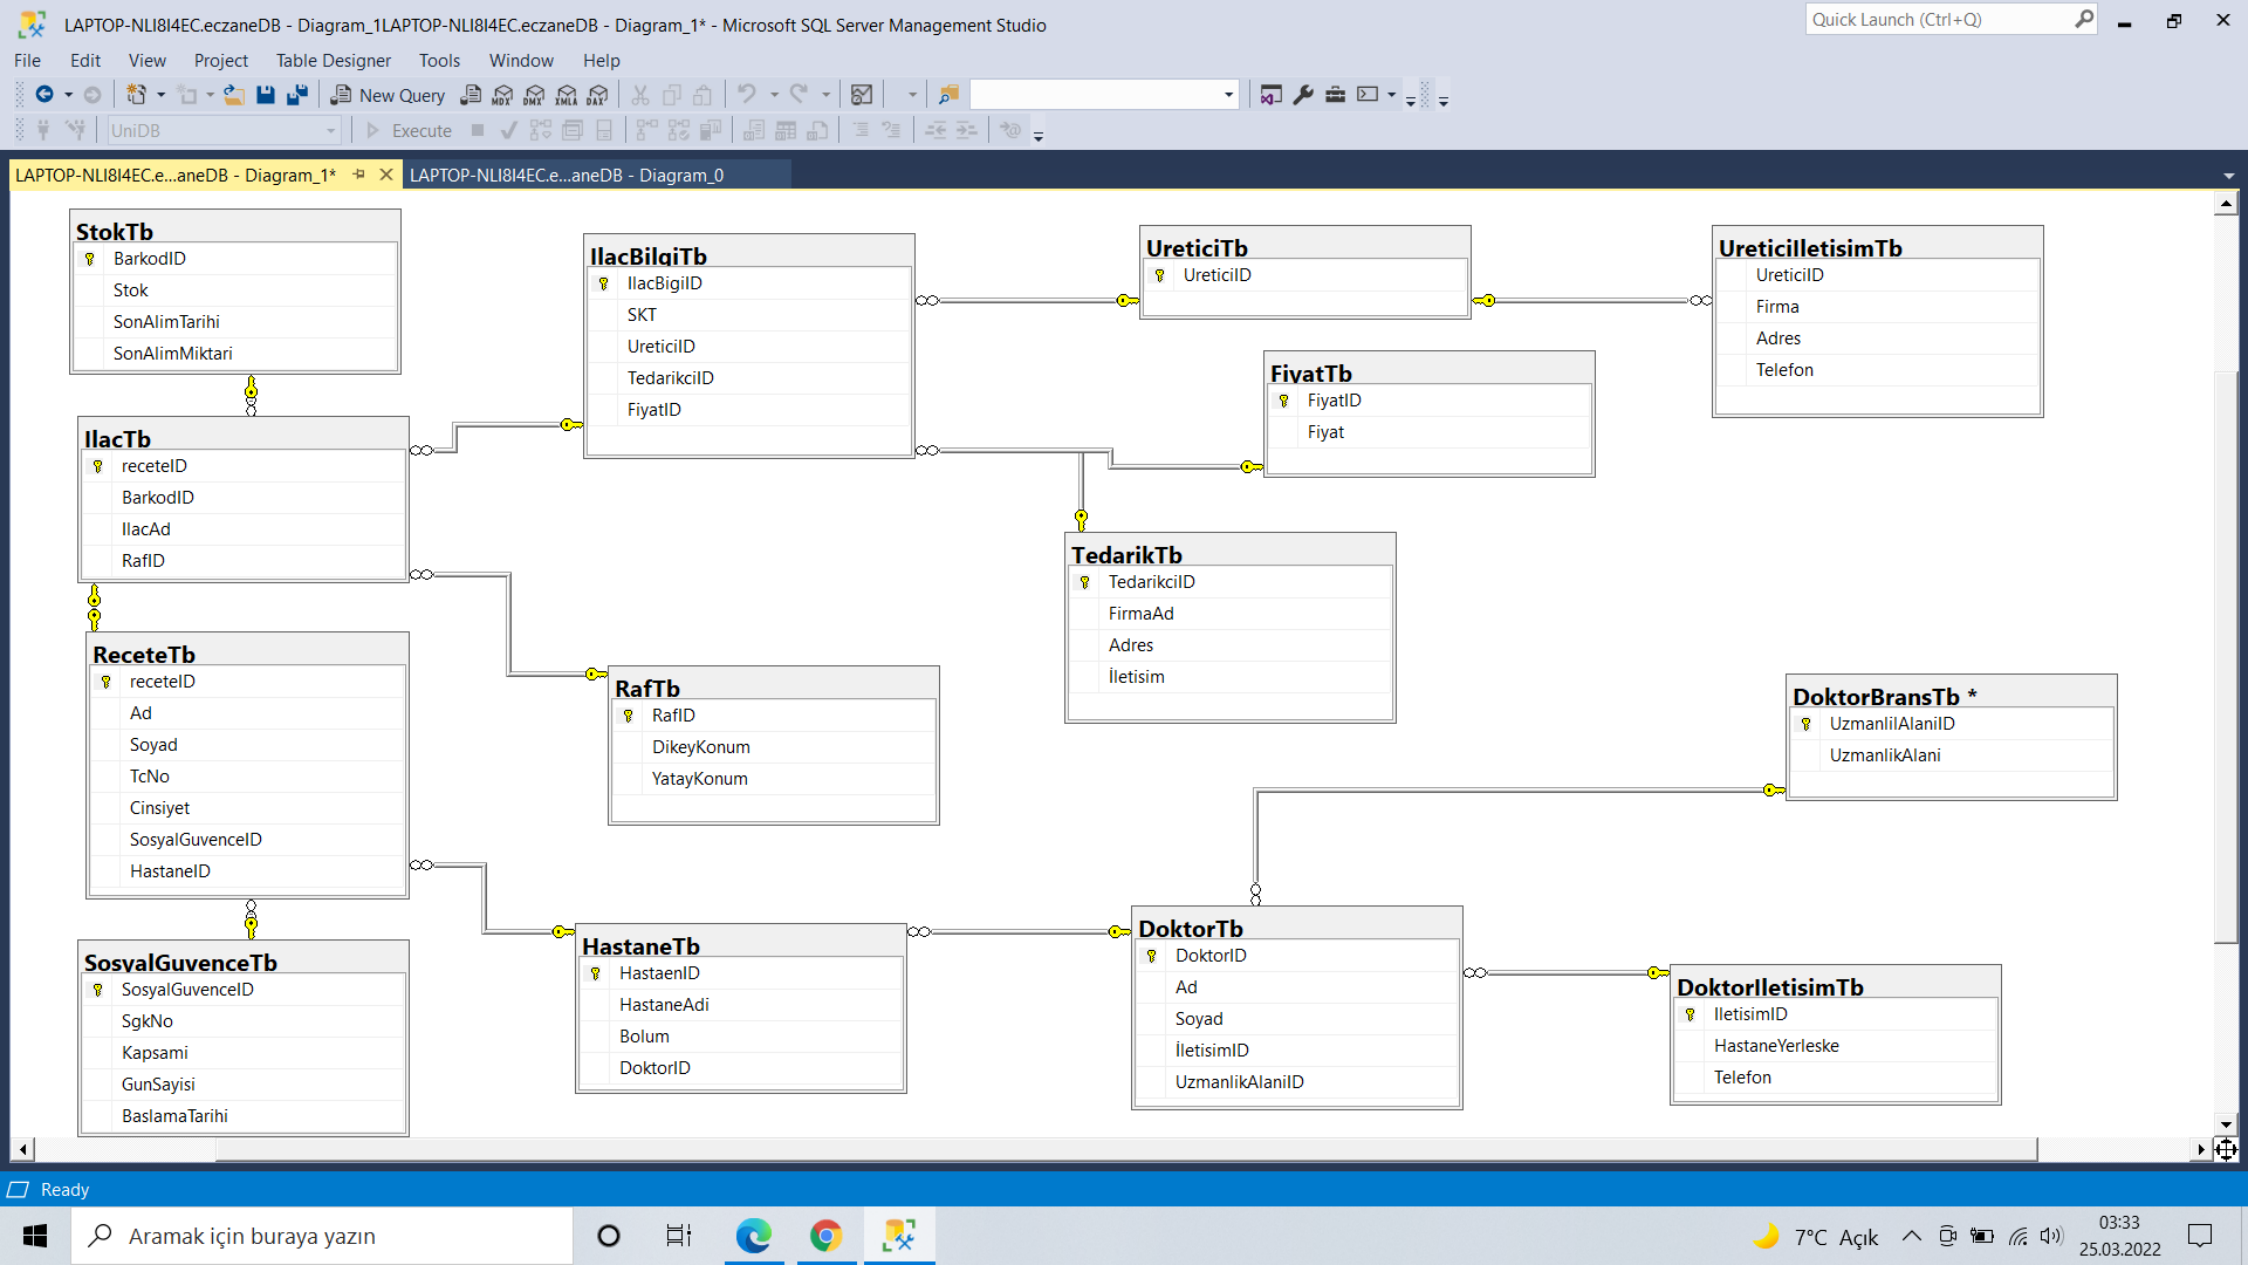 LAPTOP-NLI8I4EC.eczaneDB - Diagram_1LAPTOP-NLI8I4EC.eczaneDB - Diagram_1* - Microsoft SQL Server Management Studio
Quick Launch (Ctrl+Q)
File Edit View Project Table Designer Tools Window Help
New Query MDX DMX XMLA DAX
UniDB Execute
LAPTOP-NLI8I4EC.e...aneDB - Diagram_1* LAPTOP-NLI8I4EC.e...aneDB - Diagram_0
StokTb
BarkodID
Stok
SonAlimTarihi
SonAlimMiktari
IlacBilgiTb
IlacBigiID
SKT
UreticiID
TedarikciID
FiyatID
UreticiTb
UreticiID
UreticiIletisimTb
UreticiID
Firma
Adres
Telefon
FiyatTb
FiyatID
Fiyat
IlacTb
receteID
BarkodID
IlacAd
RafID
TedarikTb
TedarikciID
FirmaAd
Adres
İletisim
ReceteTb
receteID
Ad
Soyad
TcNo
Cinsiyet
SosyalGuvenceID
HastaneID
RafTb
RafID
DikeyKonum
YatayKonum
DoktorBransTb *
UzmanlilAlaniID
UzmanlikAlani
SosyalGuvenceTb
SosyalGuvenceID
SgkNo
Kapsami
GunSayisi
BaslamaTarihi
HastaneTb
HastaenID
HastaneAdi
Bolum
DoktorID
DoktorTb
DoktorID
Ad
Soyad
İletisimID
UzmanlikAlaniID
DoktorIletisimTb
IletisimID
HastaneYerleske
Telefon
Ready
Aramak için buraya yazın
7°C Açık
03:33
25.03.2022